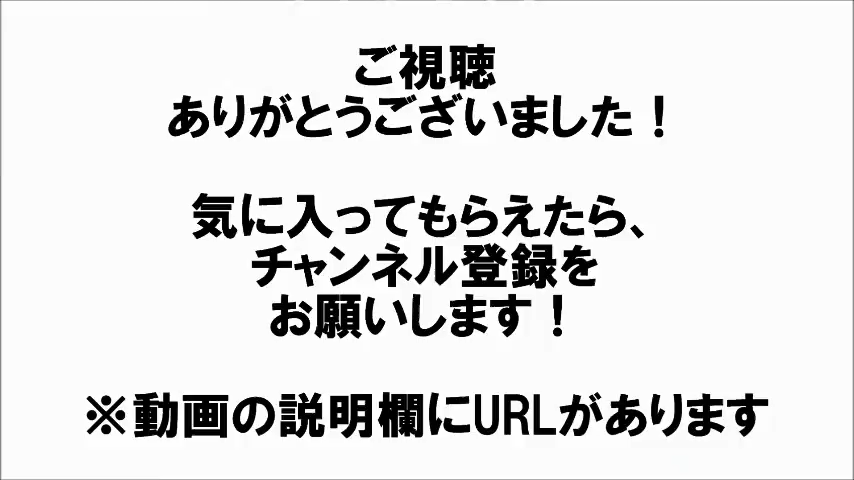 ご視聴
ありがとうございました！
気に入ってもらえたら、
チャンネル登録を
お願いします！
※動画の説明欄にURLがあります